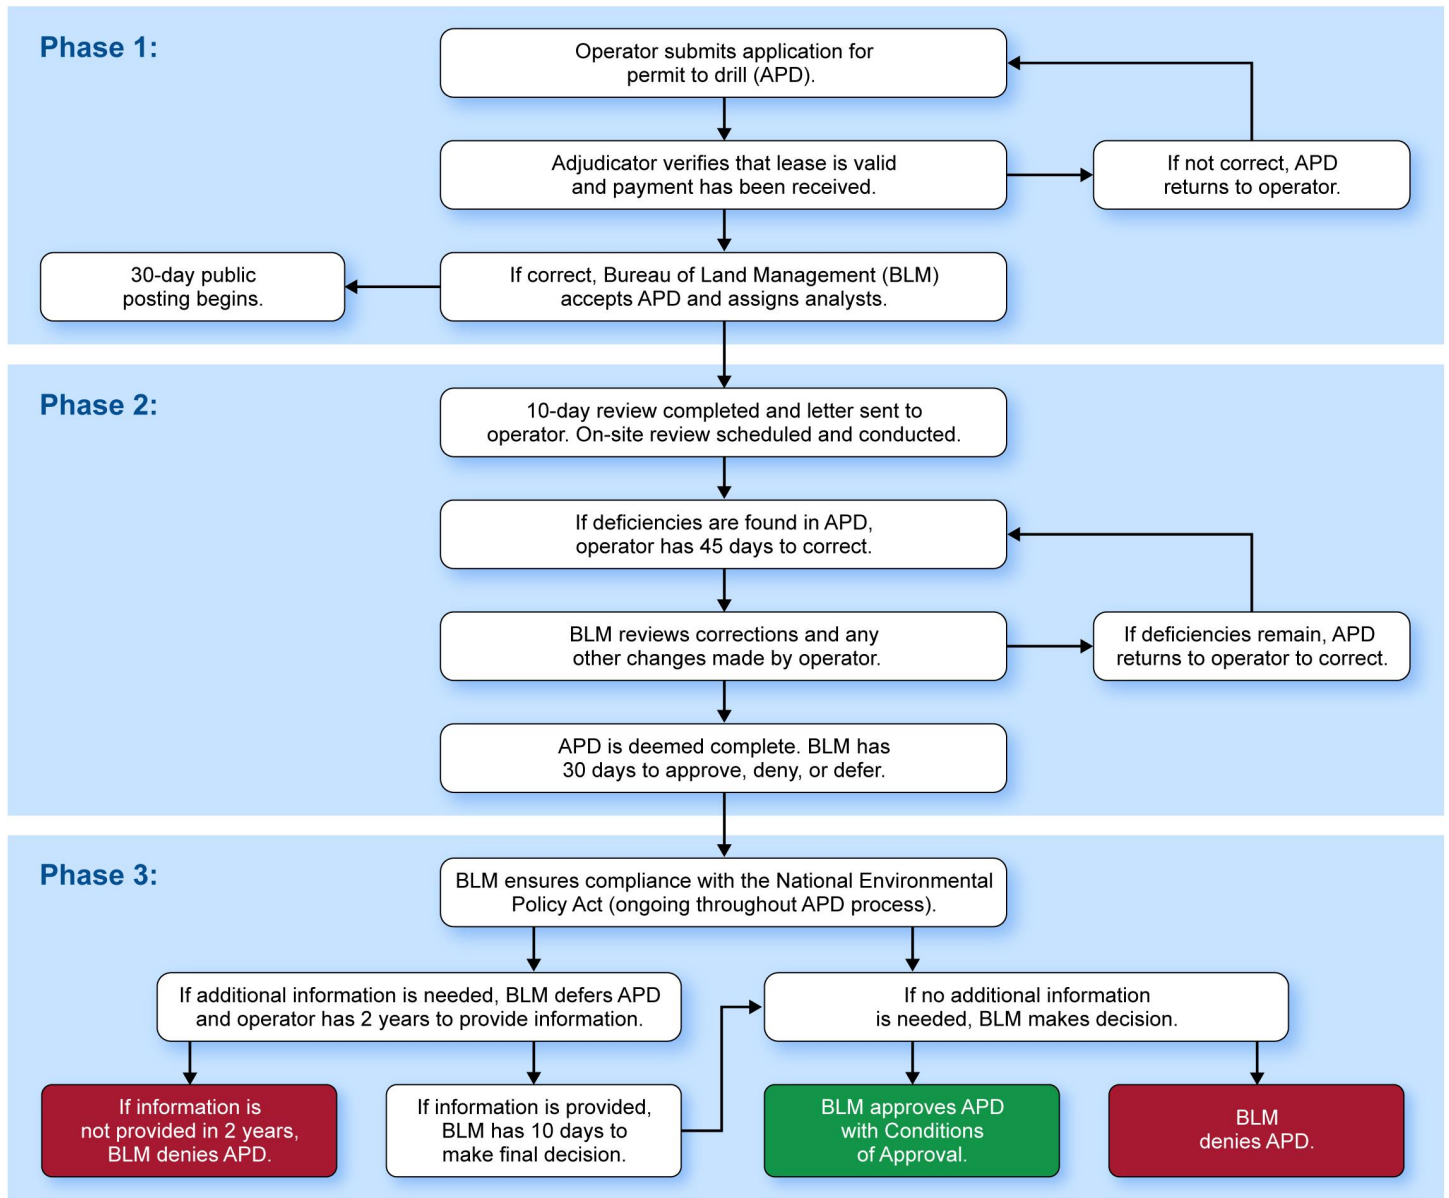 Phase 1:
Operator submits application for
permit to drill (APD).
Adjudicator verifies that lease is valid
and payment has been received.
If not correct, APD
returns to operator.
30-day public
posting begins.
If correct, Bureau of Land Management (BLM)
accepts APD and assigns analysts.
Phase 2:
10-day review completed and letter sent to
operator. On-site review scheduled and conducted.
If deficiencies are found in APD,
operator has 45 days to correct.
BLM reviews corrections and any
other changes made by operator.
If deficiencies remain, APD
returns to operator to correct.
APD is deemed complete. BLM has
30 days to approve, deny, or defer.
Phase 3:
BLM ensures compliance with the National Environmental
Policy Act (ongoing throughout APD process).
If additional information is needed, BLM defers APD
and operator has 2 years to provide information.
If no additional information
is needed, BLM makes decision.
If information is
not provided in 2 years,
BLM denies APD.
If information is provided,
BLM has 10 days to
make final decision.
BLM approves APD
with Conditions
of Approval.
BLM
denies APD.